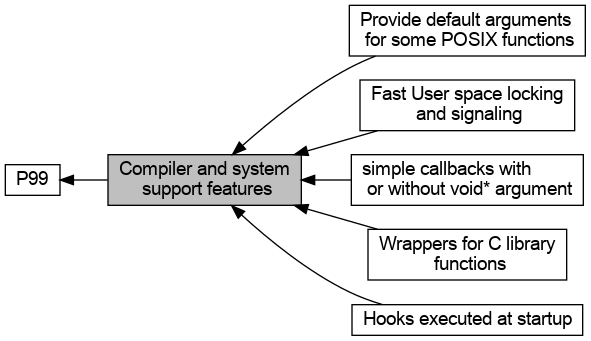 Provide default arguments
for some POSIX functions
Fast User space locking
and signaling
Compiler and system
support features
P99
simple callbacks with
or without void* argument
Wrappers for C library
functions
Hooks executed at startup